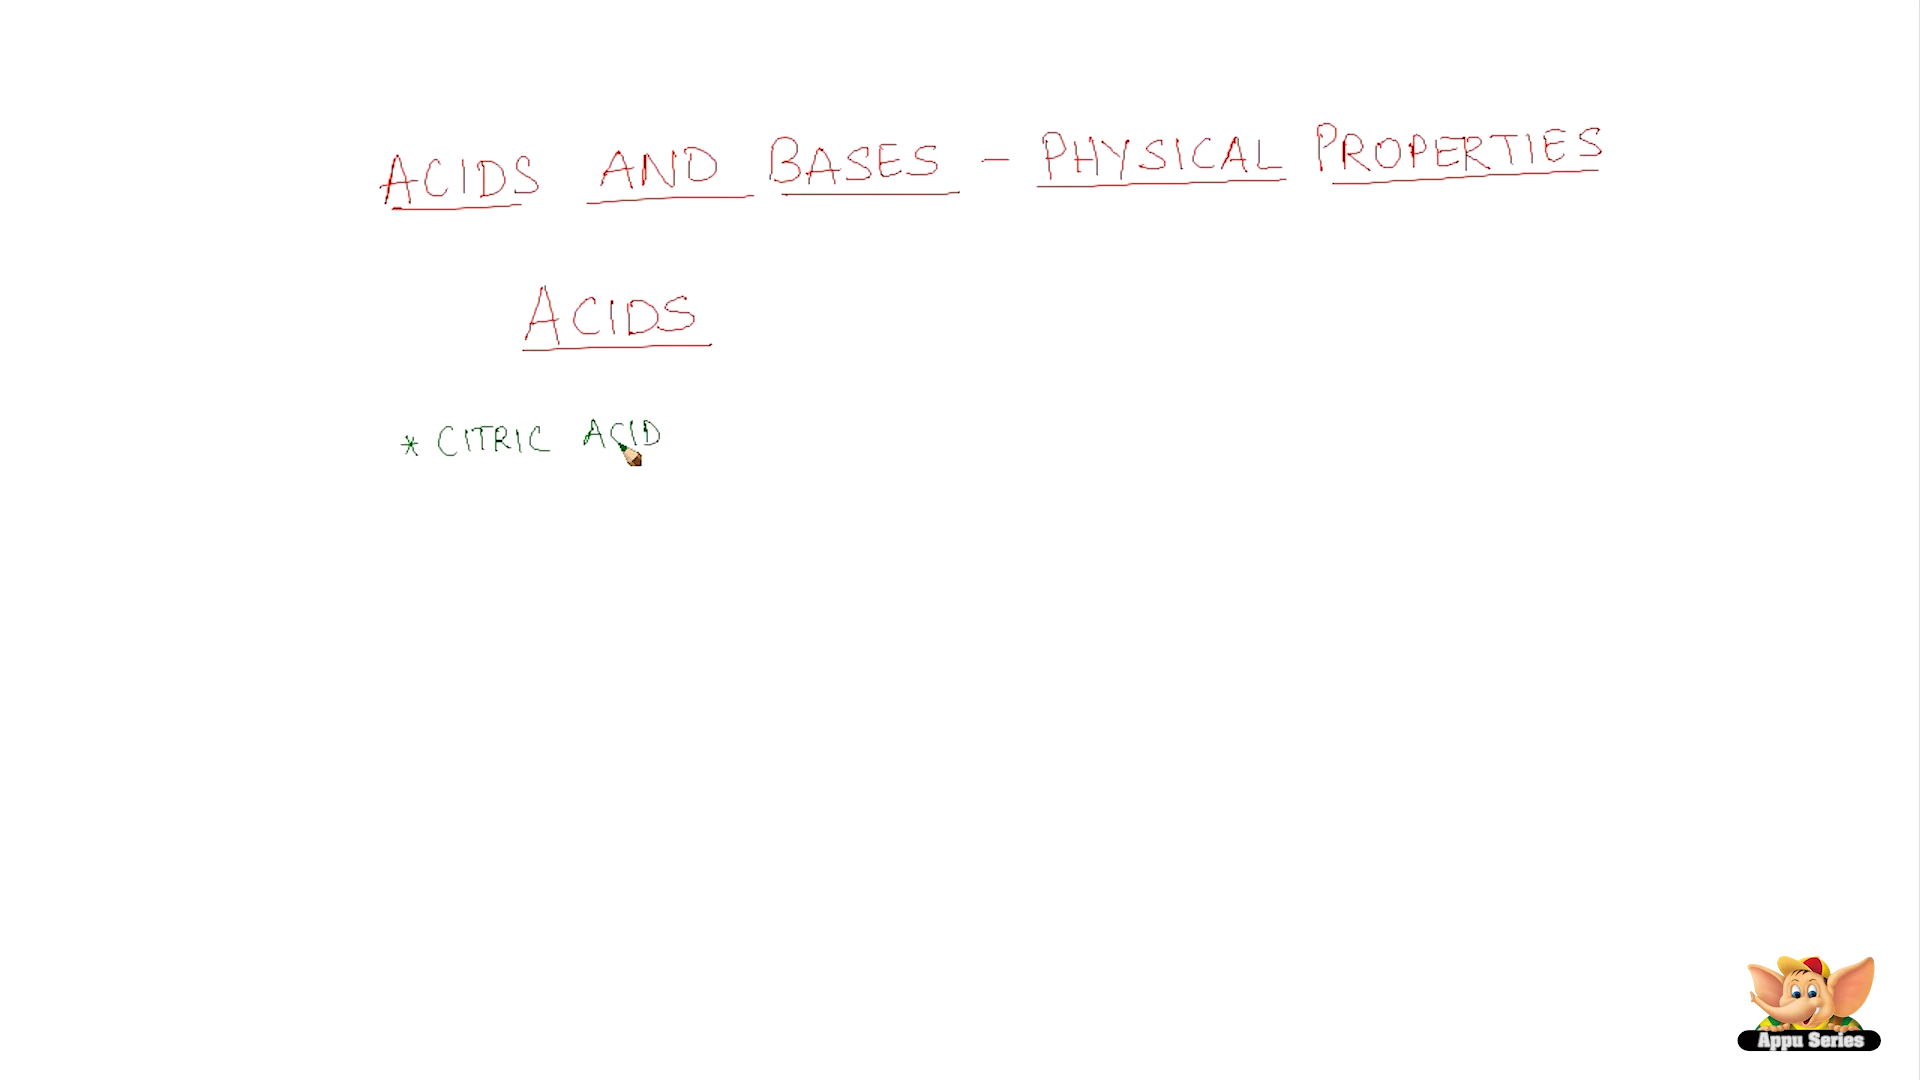 ACIDS AND BASES - PHYSICAL PROPERTIES
ACIDS
* CITRIC ACID
Appu Series